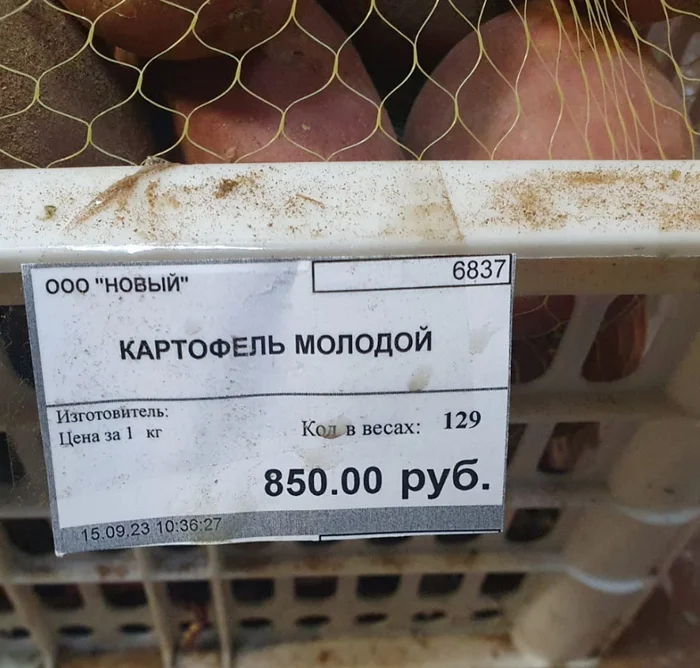 ООО "НОВЫЙ"
6837
КАРТОФЕЛЬ МОЛОДОЙ
Изготовитель:
Цена за 1 кг
Код в весах: 129
850.00 руб.
15.09.23 10:36:27